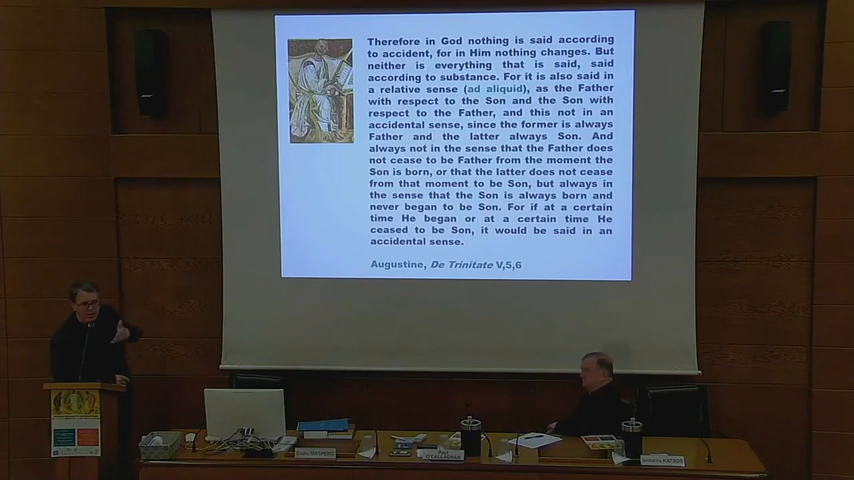 Therefore in God nothing is said according
to accident, for in Him nothing changes. But
neither is everything that is said, said
according to substance. For it is also said in
a relative sense (ad aliquid), as the Father
with respect to the Son and the Son with
respect to the Father, and this not in an
accidental sense, since the former is always
Father and the latter always Son. And
always not in the sense that the Father does
not cease to be Father from the moment the
Son is born, or that the latter does not cease
from that moment to be Son, but always in
the sense that the Son is always born and
never began to be Son. For if at a certain
time He began or at a certain time He
ceased to be Son, it would be said in an
accidental sense.
Augustine, De Trinitate V,5,6
Giulio MASPERO
Paul
O'CALLAGHAN
KATSOS